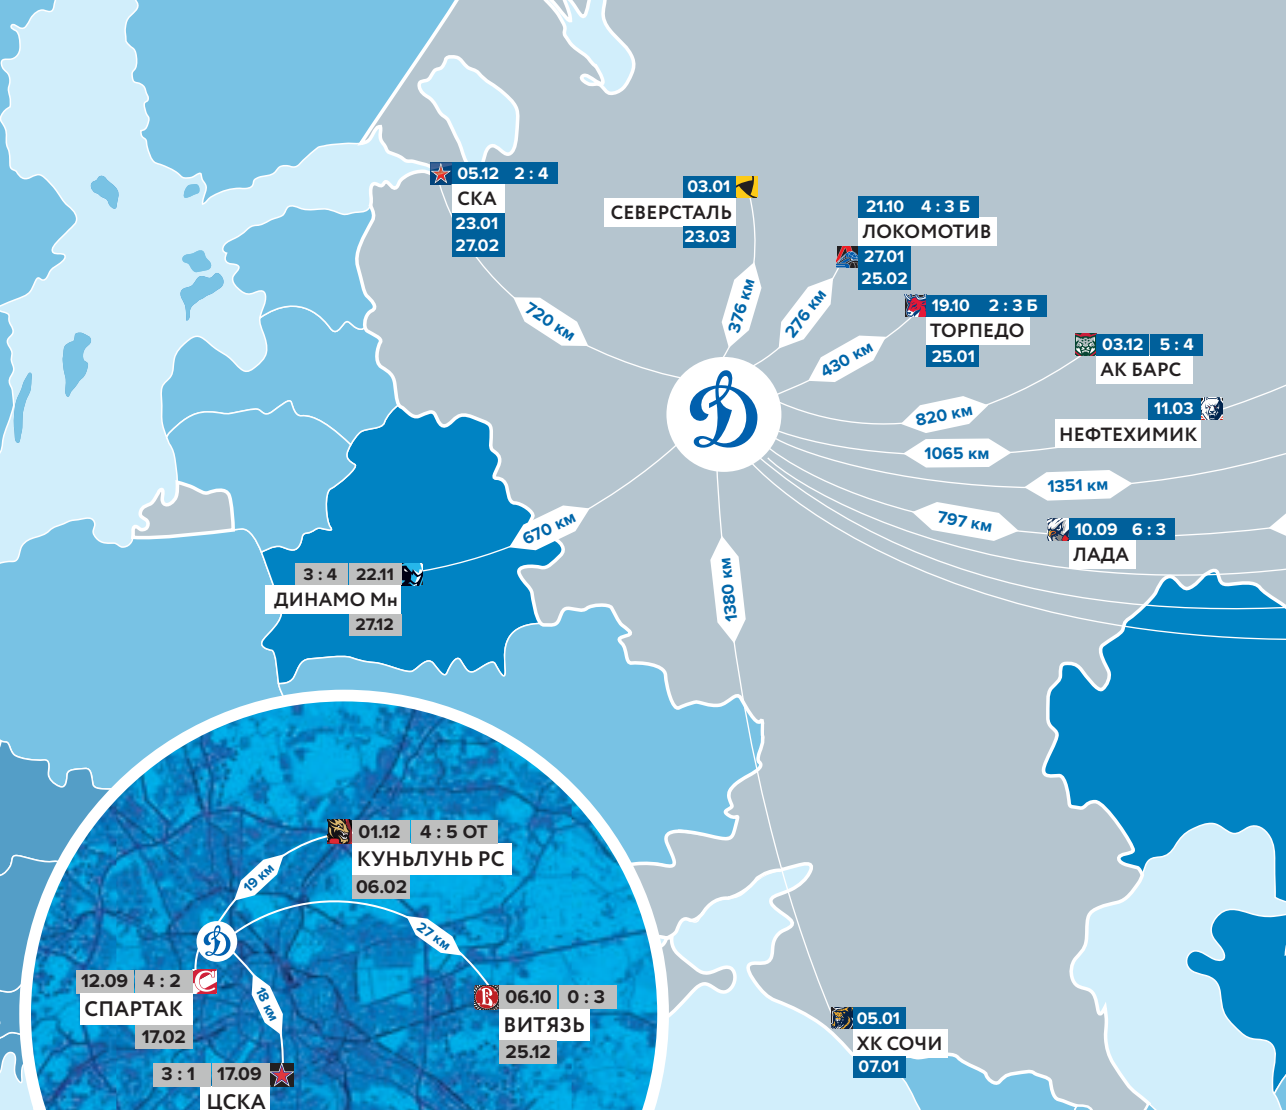 05.12 2 : 4
СКА
23.01
27.02
03.01
СЕВЕРСТАЛЬ
23.03
21.10 4 : 3 Б
ЛОКОМОТИВ
27.01
25.02
19.10 2 : 3 Б
ТОРПЕДО
25.01
03.12 5 : 4
АК БАРС
11.03
НЕФТЕХИМИК
720 км
376 км
276 км
430 км
820 км
1065 км
1351 км
797 км
10.09 6 : 3
ЛАДА
670 км
3 : 4 22.11
ДИНАМО Мн
27.12
1380 км
01.12 4 : 5 ОТ
КУНЬЛУНЬ РС
06.02
19 км
27 км
12.09 4 : 2
СПАРТАК
17.02
18 км
06.10 0 : 3
ВИТЯЗЬ
25.12
3 : 1 17.09
ЦСКА
05.01
ХК СОЧИ
07.01